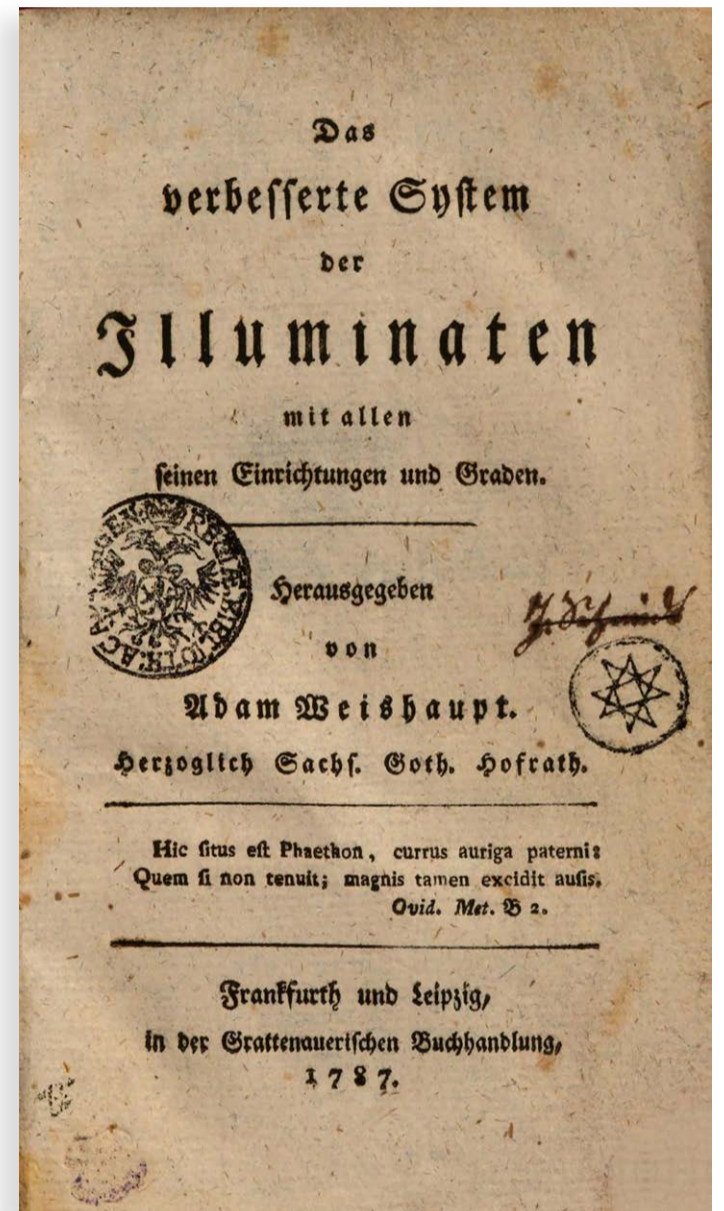 Das
verbesserte System
der
Illuminaten
mit allen
seinen Einrichtungen und Graden.
Herausgegeben
von
Adam Weishaupt.
Herzoglich Sachs. Goth. Hofrath.
Hic situs est Phaethon, currus auriga paterni:
Quem si non tenuit; magnis tamen excidit ausis.
Ovid. Met. B 2.
Frankfurth und Leipzig,
in der Grattenauerischen Buchhandlung,
1787.